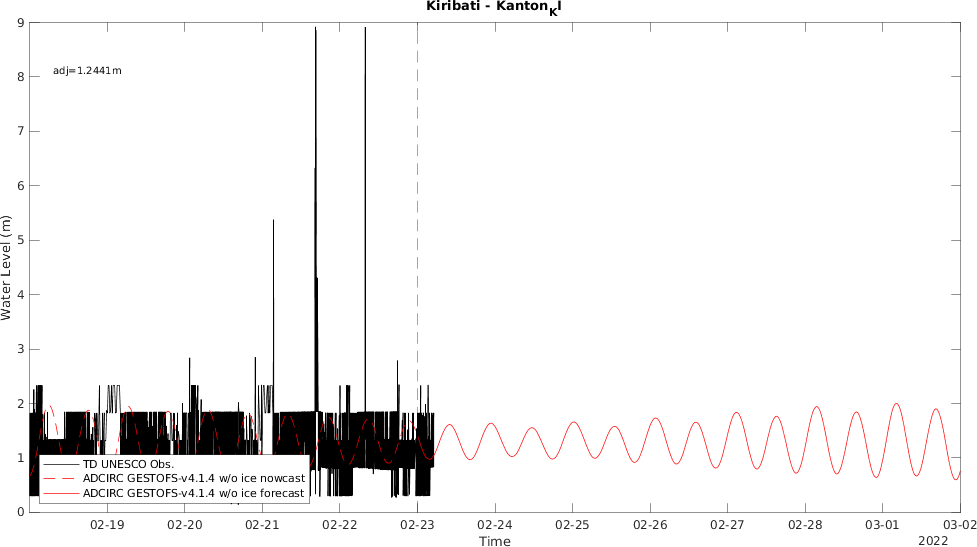 Kiribati - Kanton_KI
9
8
7
6
5
4
3
2
1
0
Water Level (m)
adj=1.2441m
TD UNESCO Obs.
ADCIRC GESTOFS-v4.1.4 w/o ice nowcast
ADCIRC GESTOFS-v4.1.4 w/o ice forecast
02-19 02-20 02-21 02-22 02-23 02-24 02-25 02-26 02-27 02-28 03-01 03-02
Time
2022